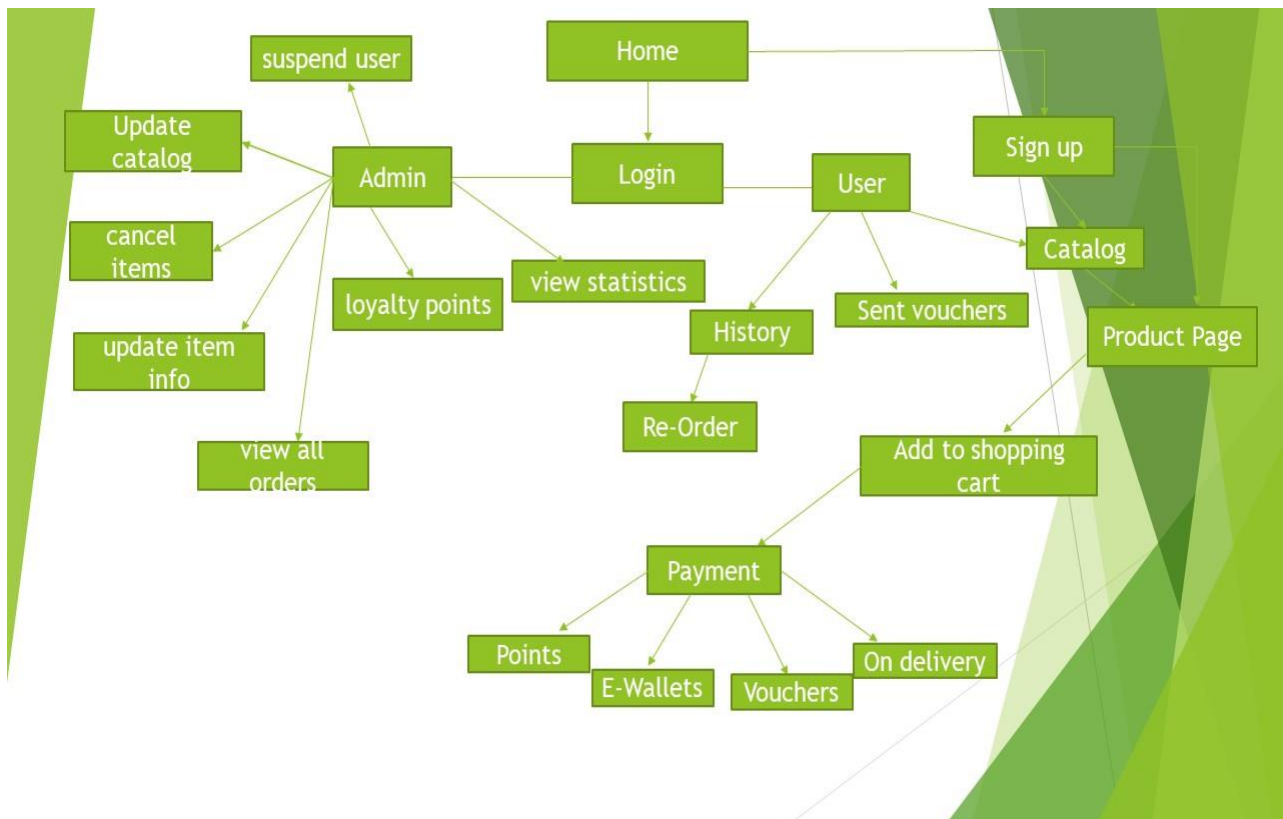 Home
suspend user
Update
catalog
Admin
Login
User
Sign up
cancel
items
Catalog
view statistics
loyalty points
Sent vouchers
History
Product Page
update item
info
Re-Order
view all
orders
Add to shopping
cart
Payment
Points
E-Wallets
Vouchers
On delivery